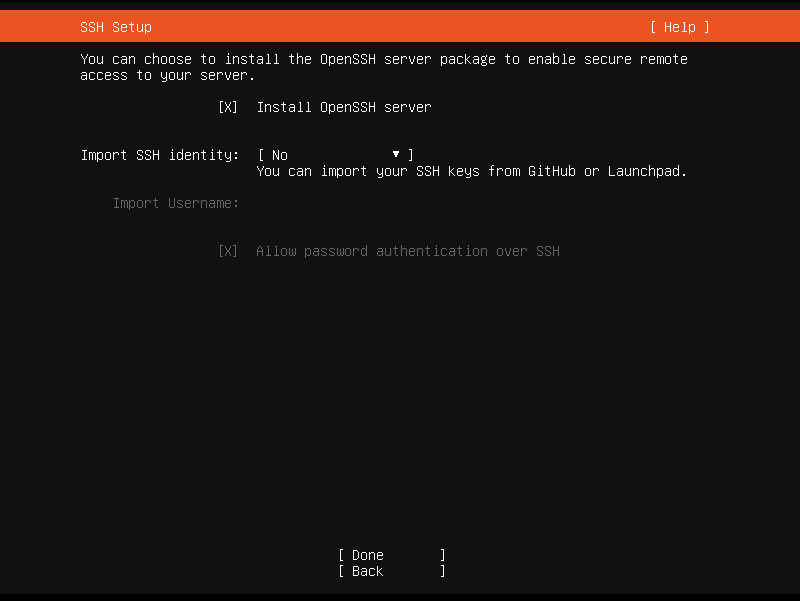 SSH Setup [ Help ]
You can choose to install the OpenSSH server package to enable secure remote
access to your server.
[X] Install OpenSSH server
Import SSH identity: [ No ▾ ]
You can import your SSH keys from GitHub or Launchpad.
Import Username:
[X] Allow password authentication over SSH
[ Done ]
[ Back ]